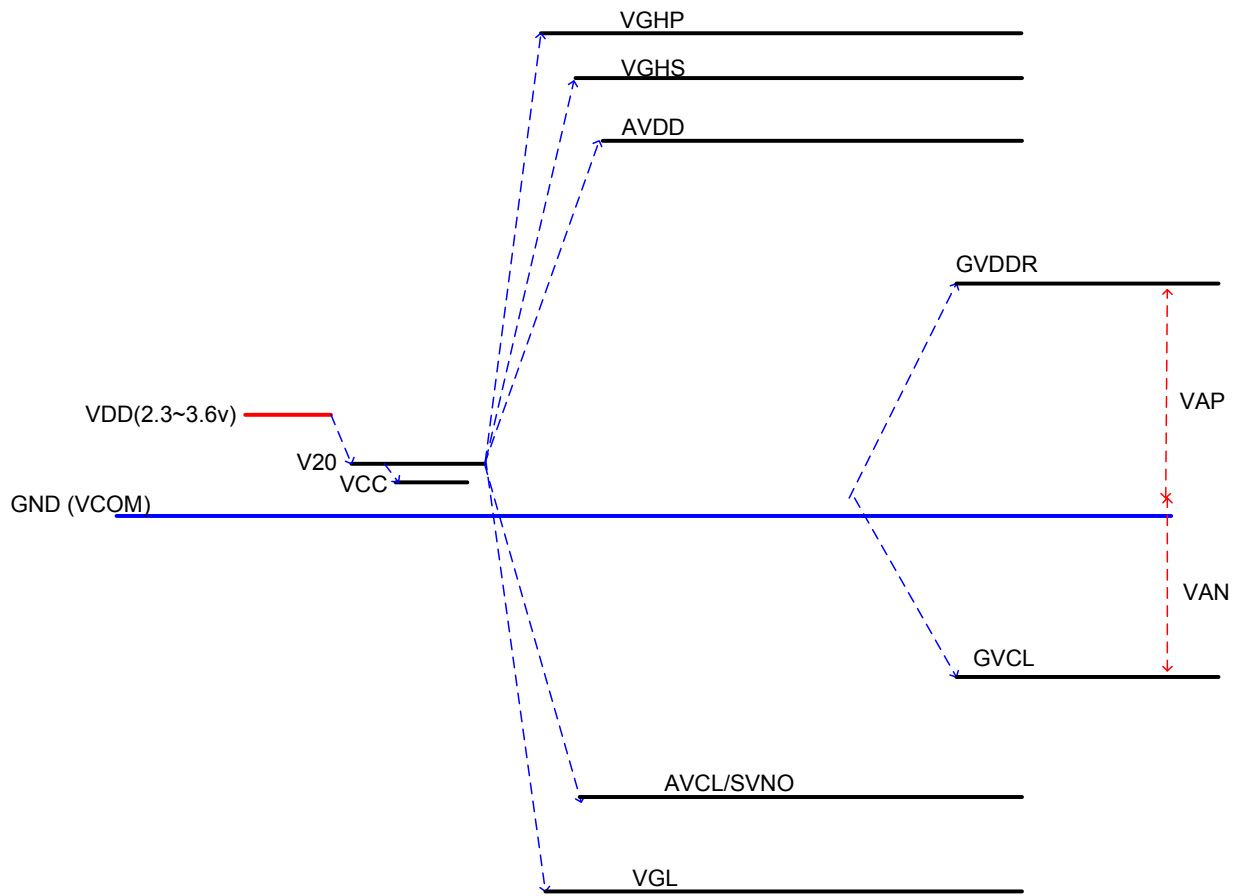 VGHP
VGHS
AVDD
GVDDR
VAP
VDD(2.3~3.6v)
V20
VCC
GND (VCOM)
VAN
GVCL
AVCL/SVNO
VGL